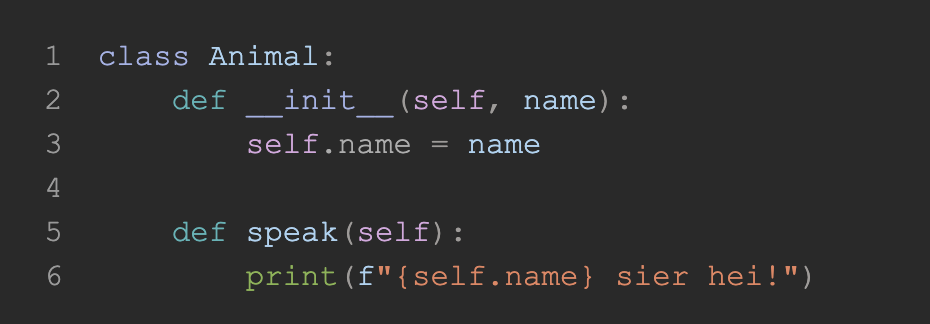 1 class Animal:
2     def __init__(self, name):
3         self.name = name
4
5     def speak(self):
6         print(f"{self.name} sier hei!")